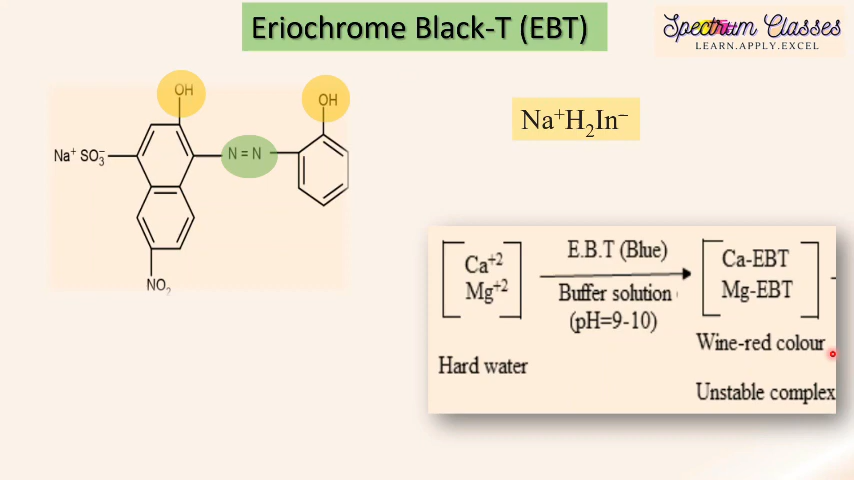 Eriochrome Black-T (EBT)
Spectrum Classes
LEARN.APPLY.EXCEL
OH
OH
Na⁺ SO₃⁻
N = N
NO₂
Na⁺H₂In⁻
Ca⁺²
Mg⁺²
E.B.T (Blue)
Buffer solution
(pH=9-10)
Ca-EBT
Mg-EBT
Hard water
Wine-red colour
Unstable complex